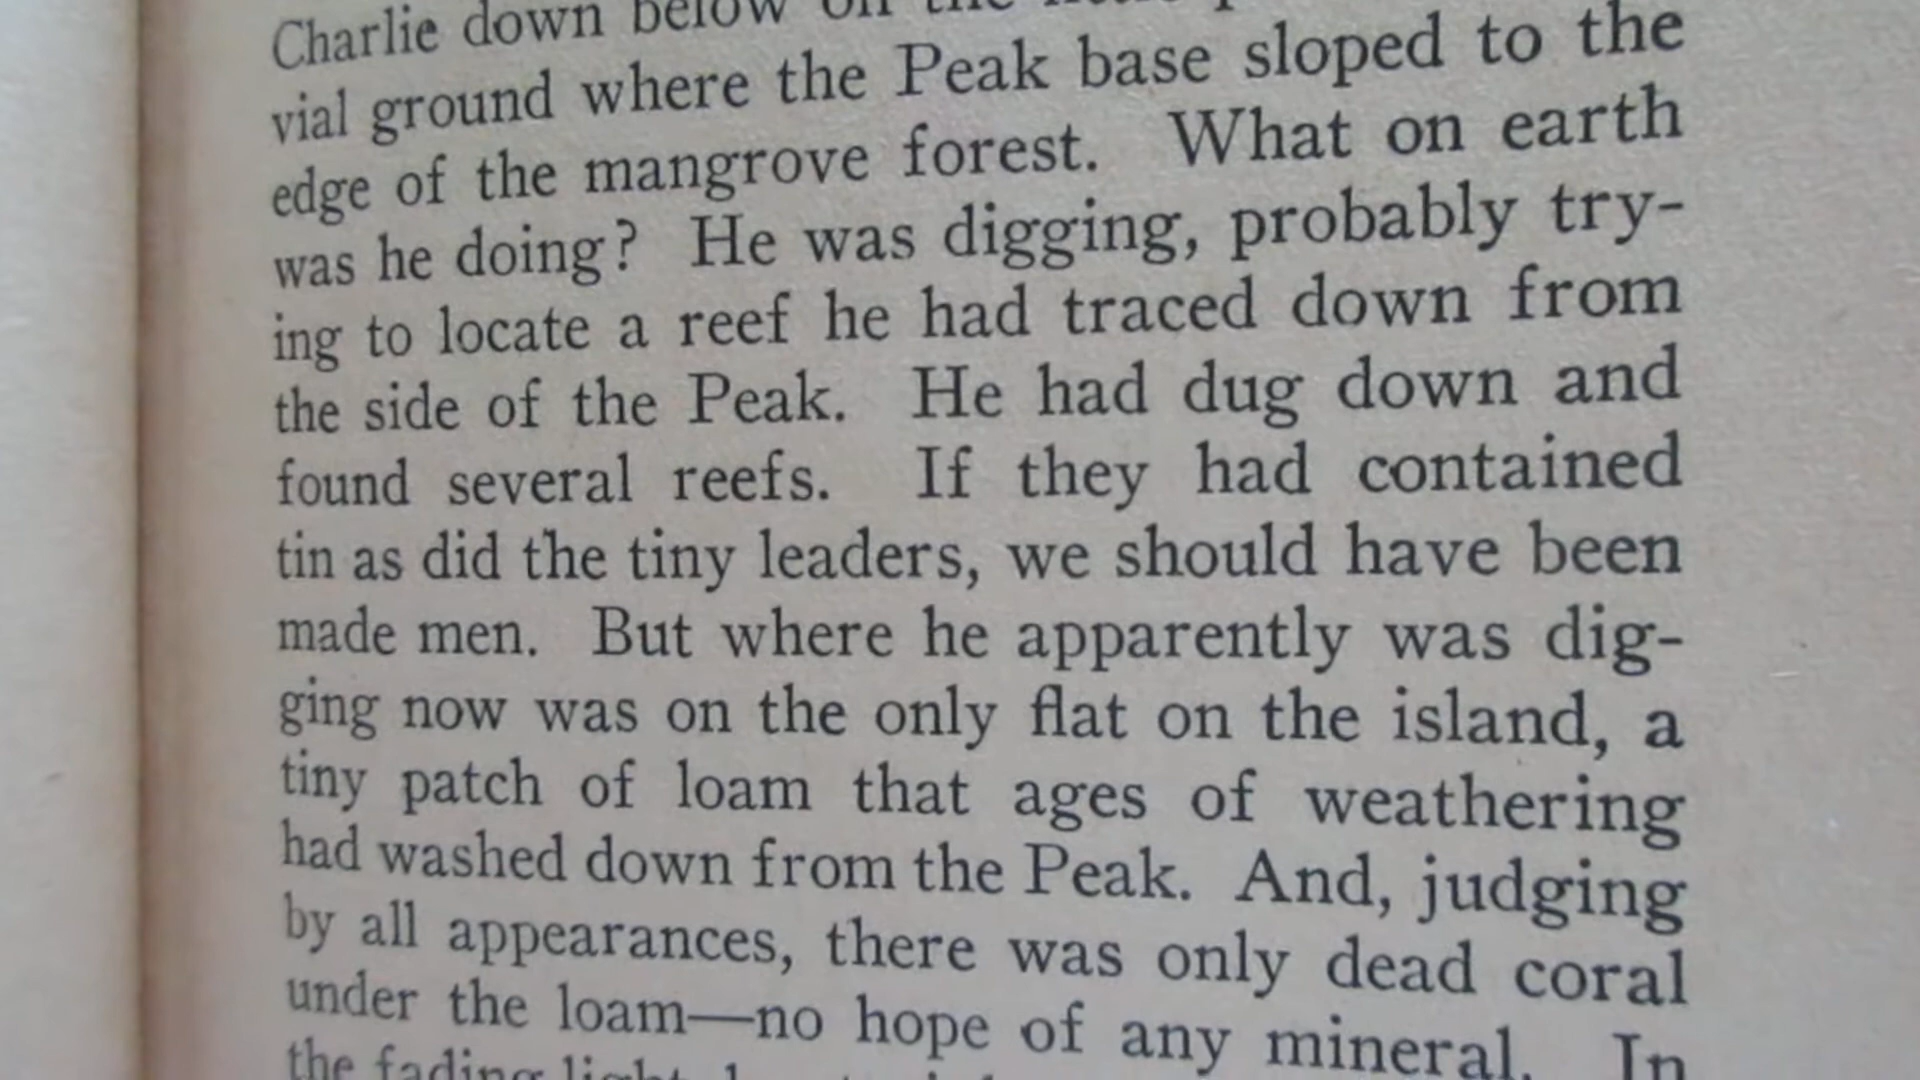 Charlie down below on the
vial ground where the Peak base sloped to the
edge of the mangrove forest. What on earth
was he doing? He was digging, probably try-
ing to locate a reef he had traced down from
the side of the Peak. He had dug down and
found several reefs. If they had contained
tin as did the tiny leaders, we should have been
made men. But where he apparently was dig-
ging now was on the only flat on the island, a
tiny patch of loam that ages of weathering
had washed down from the Peak. And, judging
by all appearances, there was only dead coral
under the loam—no hope of any mineral. In
the fading light